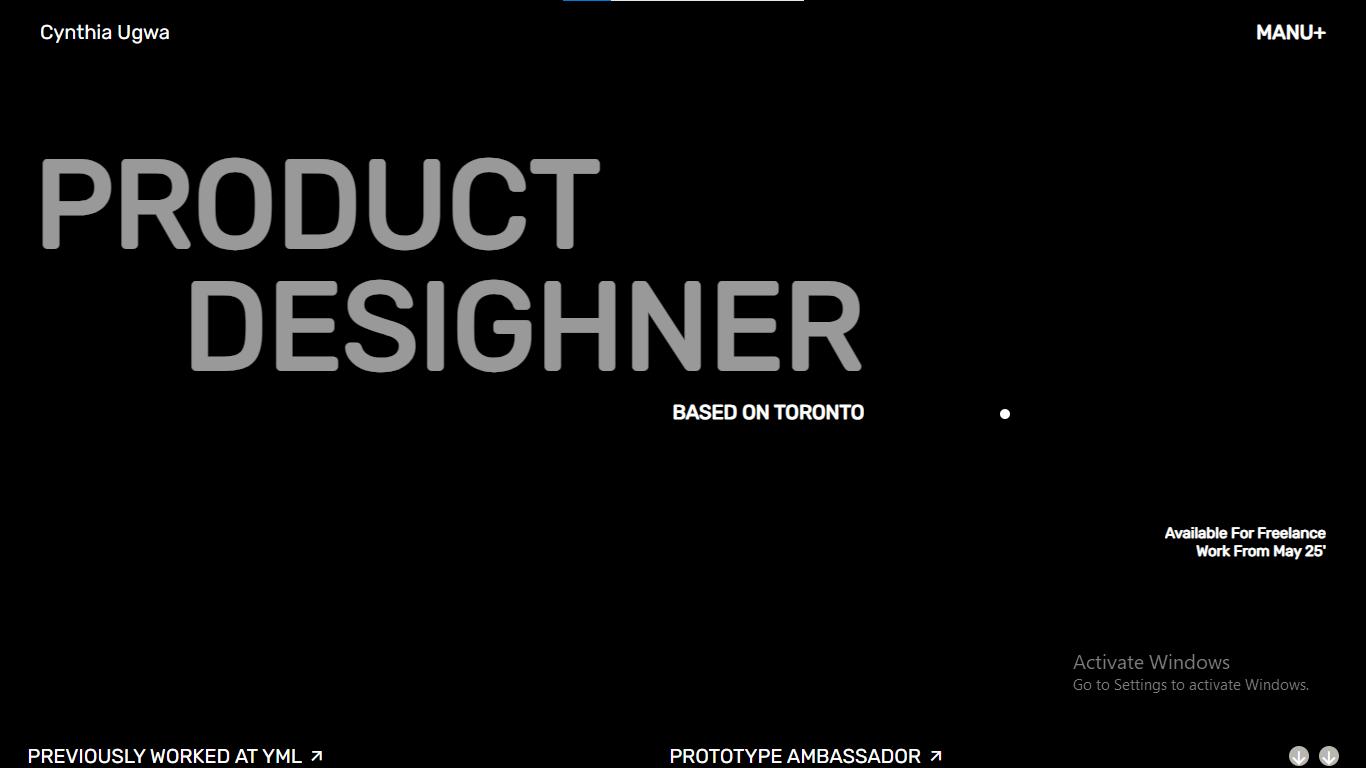 Cynthia Ugwa
MANU+
PRODUCT
DESIGHNER
BASED ON TORONTO
Available For Freelance
Work From May 25'
Activate Windows
Go to Settings to activate Windows.
PREVIOUSLY WORKED AT YML
PROTOTYPE AMBASSADOR